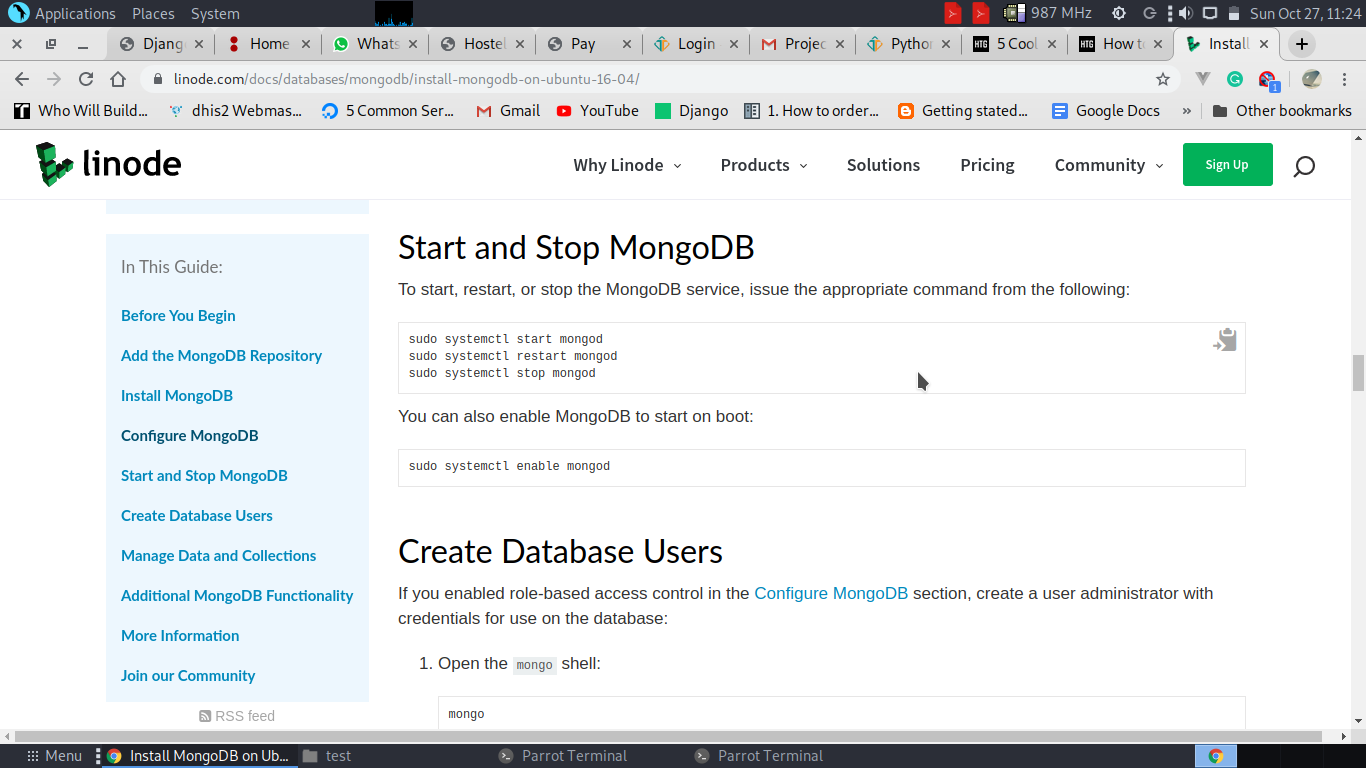 Applications Places System 987 MHz Sun Oct 27, 11:24
Djang Home Whats Hostel Pay Login Projec Python 5 Cool How to Install
linode.com/docs/databases/mongodb/install-mongodb-on-ubuntu-16-04/
1
Who Will Build... dhis2 Webmas... 5 Common Ser... Gmail YouTube Django 1. How to order... Getting stated... Google Docs » Other bookmarks
linode Why Linode Products Solutions Pricing Community Sign Up
In This Guide:
Before You Begin
Add the MongoDB Repository
Install MongoDB
Configure MongoDB
Start and Stop MongoDB
Create Database Users
Manage Data and Collections
Additional MongoDB Functionality
More Information
Join our Community
RSS feed
Start and Stop MongoDB
To start, restart, or stop the MongoDB service, issue the appropriate command from the following:
sudo systemctl start mongod
sudo systemctl restart mongod
sudo systemctl stop mongod
You can also enable MongoDB to start on boot:
sudo systemctl enable mongod
Create Database Users
If you enabled role-based access control in the Configure MongoDB section, create a user administrator with
credentials for use on the database:
1. Open the mongo shell:
mongo
Menu Install MongoDB on Ub... test Parrot Terminal Parrot Terminal